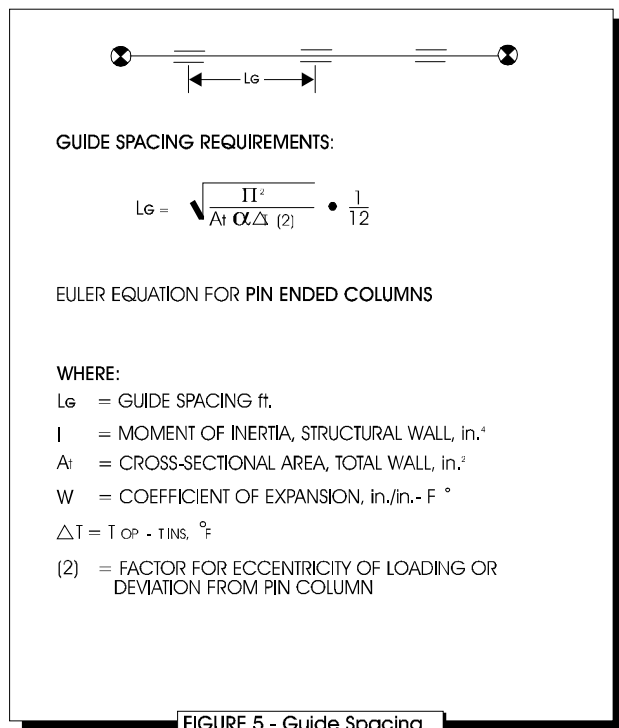 LG
GUIDE SPACING REQUIREMENTS:
LG = √ Π² / At α△ (2) • 1/12
EULER EQUATION FOR PIN ENDED COLUMNS
WHERE:
LG = GUIDE SPACING ft.
I = MOMENT OF INERTIA, STRUCTURAL WALL, in.⁴
At = CROSS-SECTIONAL AREA, TOTAL WALL, in.²
W = COEFFICIENT OF EXPANSION, in./in.- F °
△T = T OP - T INS, °F
(2) = FACTOR FOR ECCENTRICITY OF LOADING OR
DEVIATION FROM PIN COLUMN
FIGURE 5 - Guide Spacing